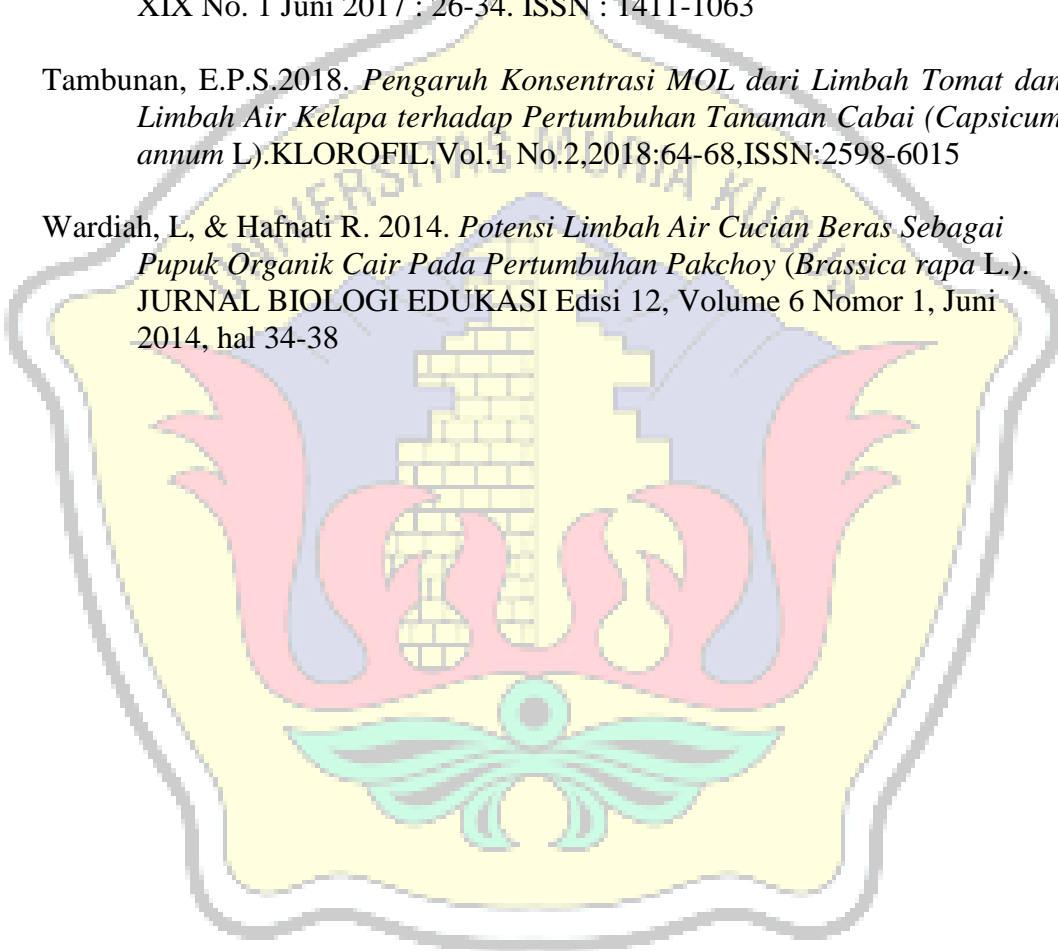 XIX No. 1 Juni 2017 : 26-34. ISSN : 1411-1063
Tambunan, E.P.S.2018. Pengaruh Konsentrasi MOL dari Limbah Tomat dan
Limbah Air Kelapa terhadap Pertumbuhan Tanaman Cabai (Capsicum
annum L).KLOROFIL.Vol.1 No.2,2018:64-68,ISSN:2598-6015
UNIVERSITAS MURIA KUDUS
Wardiah, L, & Hafnati R. 2014. Potensi Limbah Air Cucian Beras Sebagai
Pupuk Organik Cair Pada Pertumbuhan Pakchoy (Brassica rapa L.).
JURNAL BIOLOGI EDUKASI Edisi 12, Volume 6 Nomor 1, Juni
2014, hal 34-38